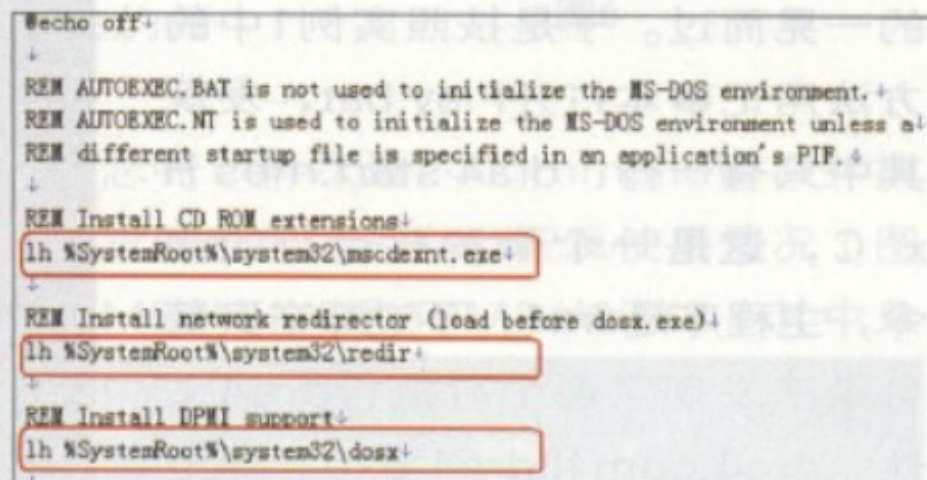 @echo off↓
↓
REM AUTOEXEC.BAT is not used to initialize the MS-DOS environment.↓
REM AUTOEXEC.NT is used to initialize the MS-DOS environment unless a↓
REM different startup file is specified in an application's PIF.↓
↓
REM Install CD ROM extensions↓
lh %SystemRoot%\system32\mscdexnt.exe↓
↓
REM Install network redirector (load before dosx.exe)↓
lh %SystemRoot%\system32\redir↓
↓
REM Install DPMI support↓
lh %SystemRoot%\system32\dosx↓
↓